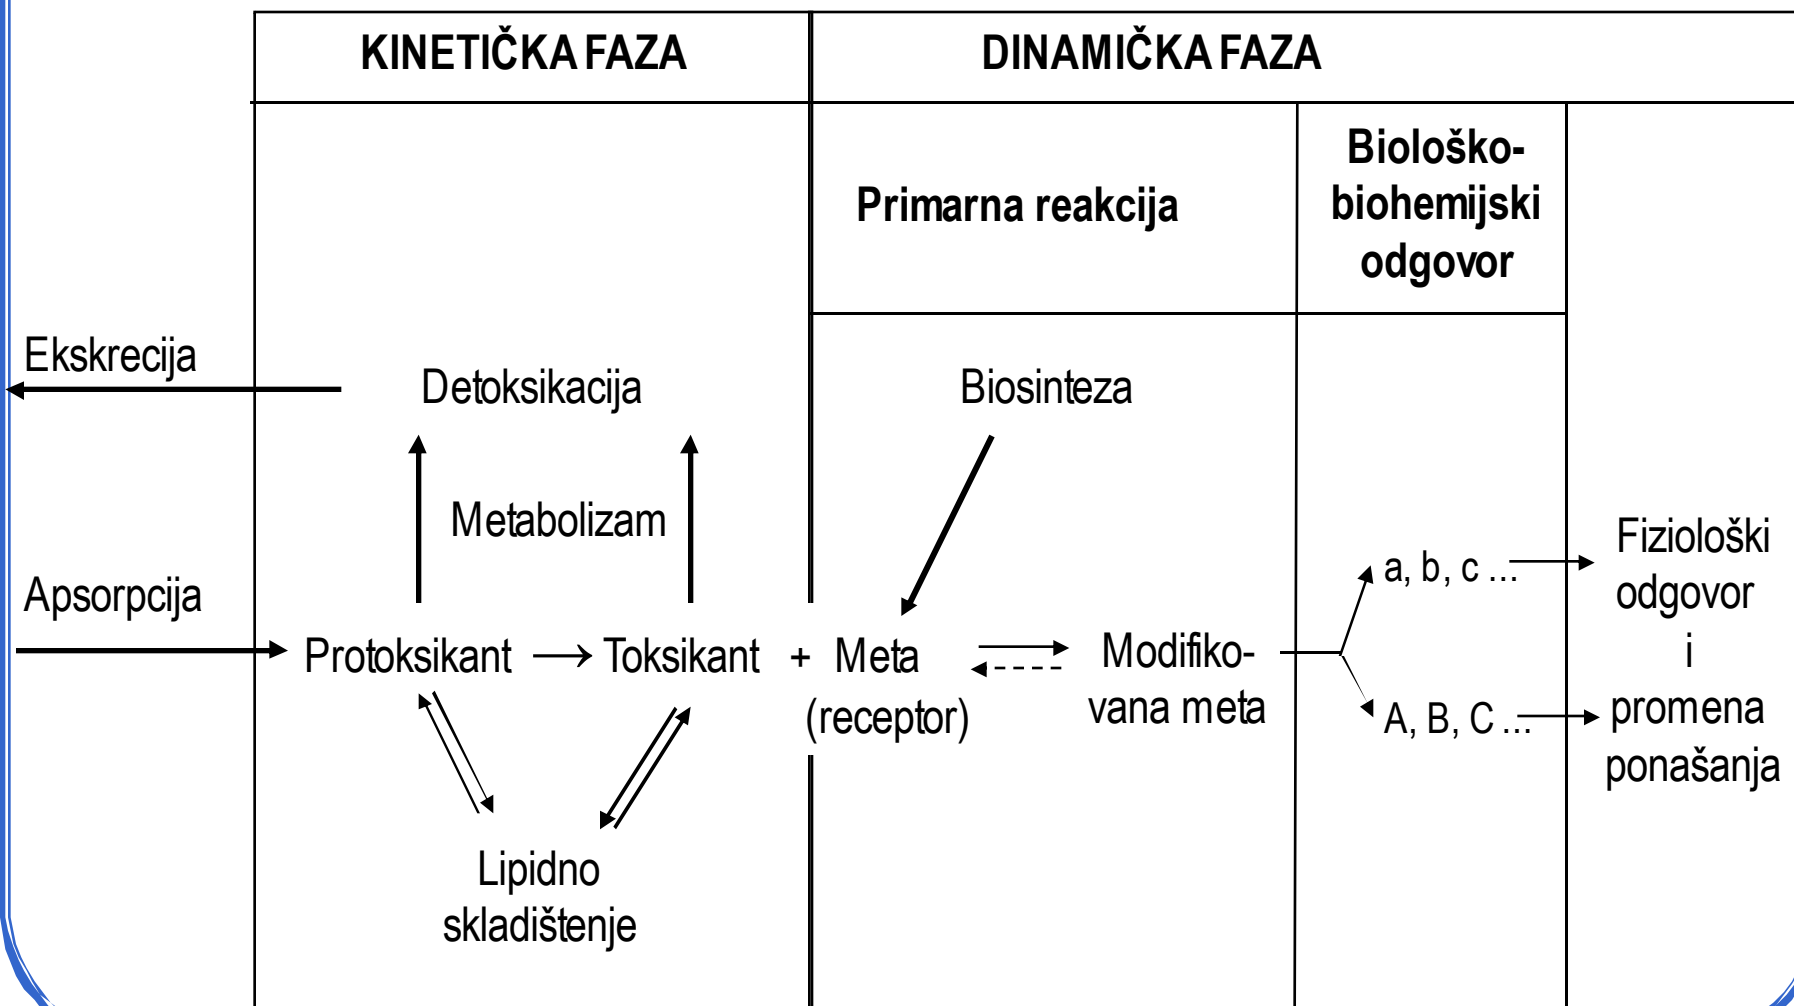 KINETIČKA FAZA
DINAMIČKA FAZA
Primarna reakcija
Biološko-
biohemijski
odgovor
Ekskrecija
Detoksikacija
Biosinteza
Metabolizam
Apsorpcija
Protoksikant
Toksikant
+
Meta
(receptor)
Modifiko-
vana meta
a, b, c ...
A, B, C ...
Fiziološki
odgovor
i
promena
ponašanja
Lipidno
skladištenje